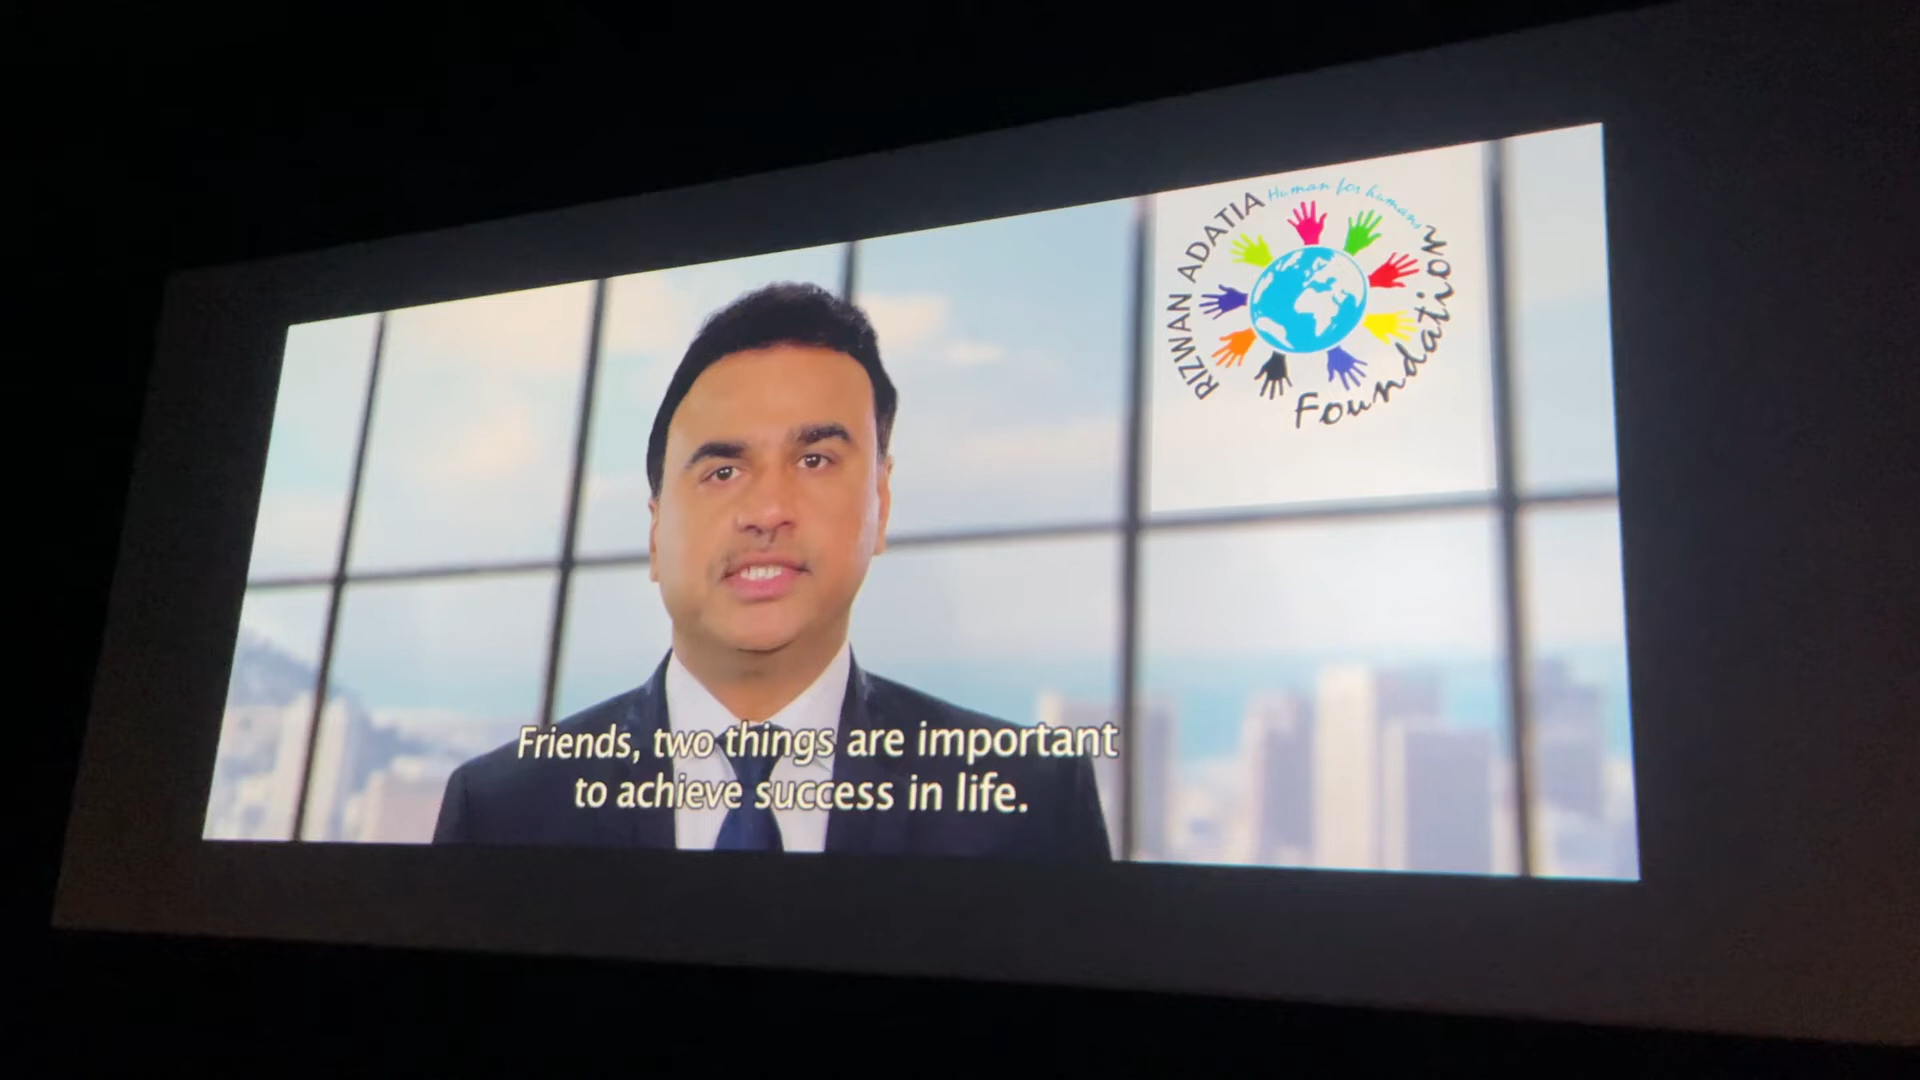 RIZWAN ADATIA
Human for humans
Foundation
Friends, two things are important
to achieve success in life.